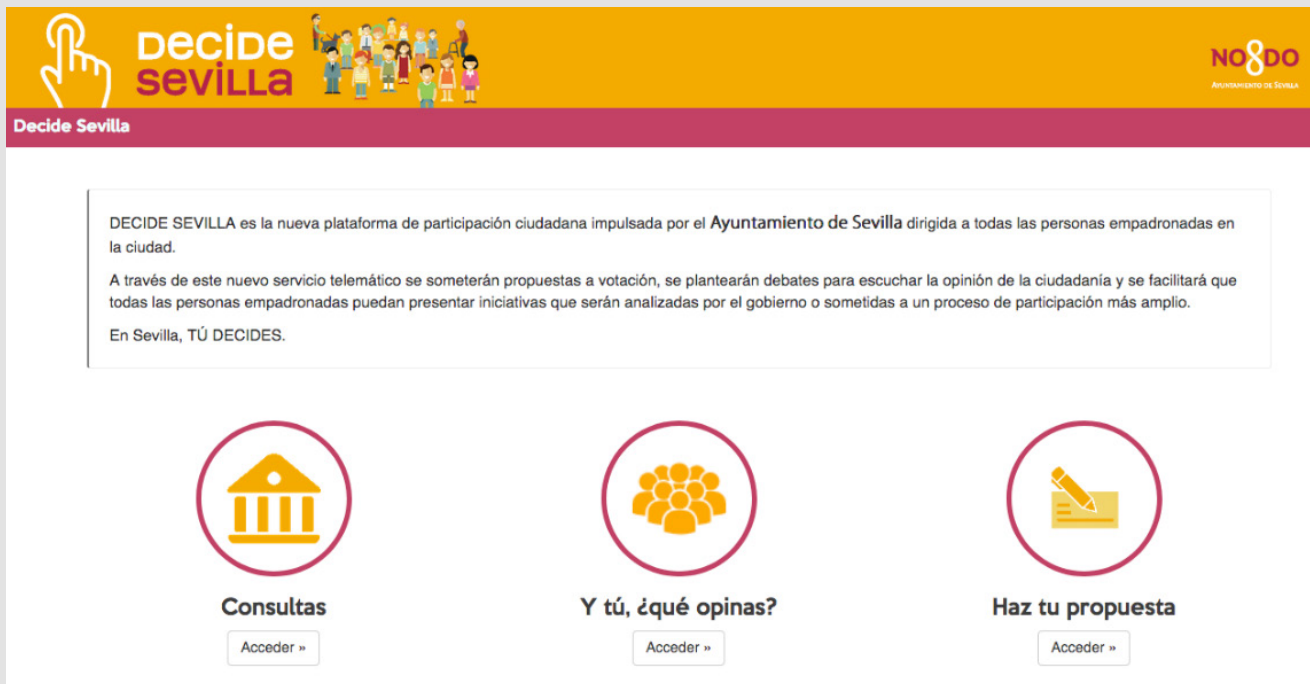 DECIDE
SEVILLA
NO8DO
AYUNTAMIENTO DE SEVILLA
Decide Sevilla
DECIDE SEVILLA es la nueva plataforma de participación ciudadana impulsada por el Ayuntamiento de Sevilla dirigida a todas las personas empadronadas en
la ciudad.
A través de este nuevo servicio telemático se someterán propuestas a votación, se plantearán debates para escuchar la opinión de la ciudadanía y se facilitará que
todas las personas empadronadas puedan presentar iniciativas que serán analizadas por el gobierno o sometidas a un proceso de participación más amplio.
En Sevilla, TÚ DECIDES.
Consultas
Acceder »
Y tú, ¿qué opinas?
Acceder »
Haz tu propuesta
Acceder »